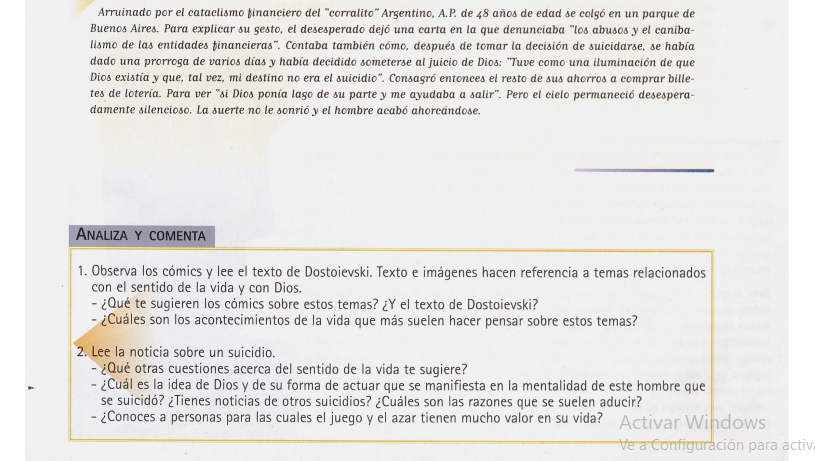 Arruinado por el cataclismo financiero del "corralito" Argentino, A.P. de 48 años de edad se colgó en un parque de
Buenos Aires. Para explicar su gesto, el desesperado dejó una carta en la que denunciaba "los abusos y el caniba-
lismo de las entidades financieras". Contaba también cómo, después de tomar la decisión de suicidarse, se había
dado una prorroga de varios días y había decidido someterse al juicio de Dios: "Tuve como una iluminación de que
Dios existía y que, tal vez, mi destino no era el suicidio". Consagró entonces el resto de sus ahorros a comprar bille-
tes de lotería. Para ver "si Dios ponía lago de su parte y me ayudaba a salir". Pero el cielo permaneció desespera-
damente silencioso. La suerte no le sonrió y el hombre acabó ahorcándose.
ANALIZA Y COMENTA
1. Observa los cómics y lee el texto de Dostoievski. Texto e imágenes hacen referencia a temas relacionados
con el sentido de la vida y con Dios.
- ¿Qué te sugieren los cómics sobre estos temas? ¿Y el texto de Dostoievski?
- ¿Cuáles son los acontecimientos de la vida que más suelen hacer pensar sobre estos temas?
2. Lee la noticia sobre un suicidio.
- ¿Qué otras cuestiones acerca del sentido de la vida te sugiere?
- ¿Cuál es la idea de Dios y de su forma de actuar que se manifiesta en la mentalidad de este hombre que
se suicidó? ¿Tienes noticias de otros suicidios? ¿Cuáles son las razones que se suelen aducir?
- ¿Conoces a personas para las cuales el juego y el azar tienen mucho valor en su vida?
Activar Windows
Ve a Configuración para activa